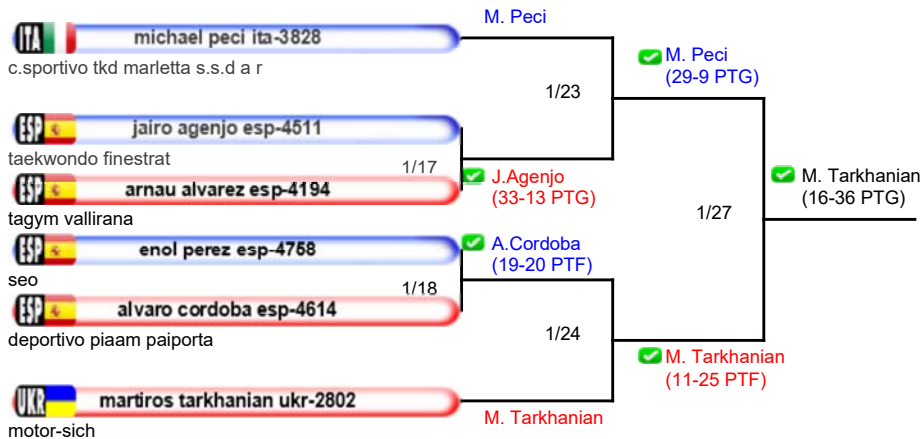 M. Peci
ITA michael peci ita-3828
c.sportivo tkd marletta s.s.d a r
M. Peci
(29-9 PTG)
1/23
ESP jairo agenjo esp-4511
taekwondo finestrat
1/17
J.Agenjo
(33-13 PTG)
ESP arnau alvarez esp-4194
tagym vallirana
M. Tarkhanian
(16-36 PTG)
1/27
ESP enol perez esp-4758
seo
A.Cordoba
(19-20 PTF)
1/18
ESP alvaro cordoba esp-4614
deportivo piaam paiporta
1/24
M. Tarkhanian
(11-25 PTF)
UKR martiros tarkhanian ukr-2802
motor-sich
M. Tarkhanian